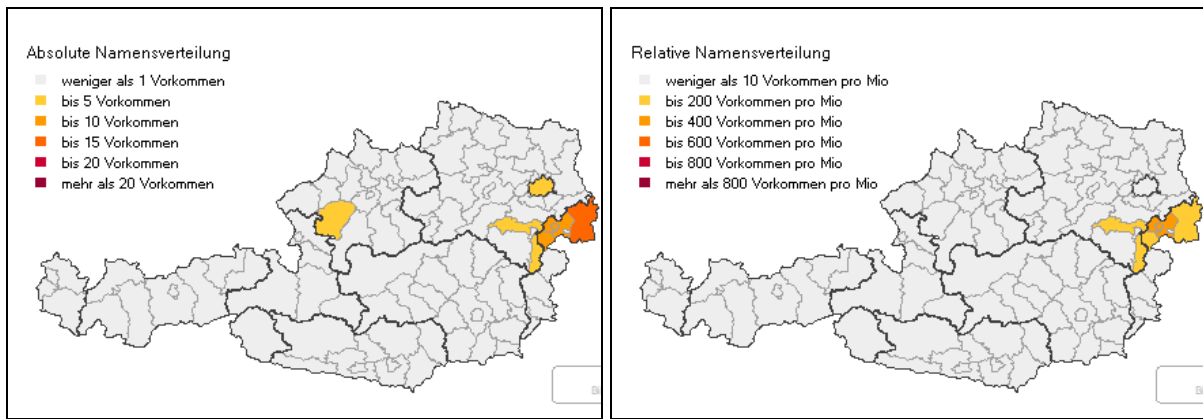 Absolute Namensverteilung
weniger als 1 Vorkommen
bis 5 Vorkommen
bis 10 Vorkommen
bis 15 Vorkommen
bis 20 Vorkommen
mehr als 20 Vorkommen
Relative Namensverteilung
weniger als 10 Vorkommen pro Mio
bis 200 Vorkommen pro Mio
bis 400 Vorkommen pro Mio
bis 600 Vorkommen pro Mio
bis 800 Vorkommen pro Mio
mehr als 800 Vorkommen pro Mio